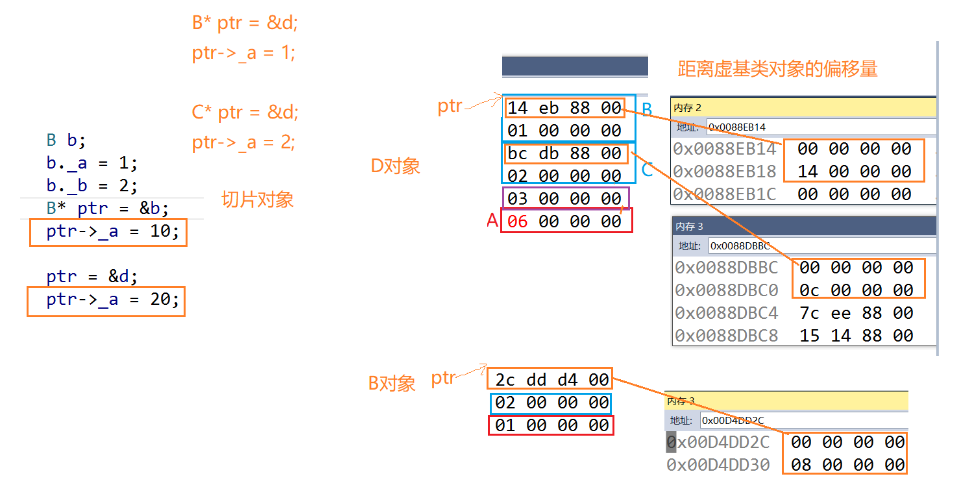 B* ptr = &d;
ptr->_a = 1;
C* ptr = &d;
ptr->_a = 2;
B b;
b._a = 1;
b._b = 2;
B* ptr = &b;
ptr->_a = 10;
ptr = &d;
ptr->_a = 20;
切片对象
D对象
ptr
14 eb 88 00
B
01 00 00 00
bc db 88 00
C
02 00 00 00
03 00 00 00
A
06 00 00 00
距离虚基类对象的偏移量
内存 2
地址: 0x0088EB14
0x0088EB14 00 00 00 00
0x0088EB18 14 00 00 00
0x0088EB1C 00 00 00 00
内存 3
地址: 0x0088DBBC
0x0088DBBC 00 00 00 00
0x0088DBC0 0c 00 00 00
0x0088DBC4 7c ee 88 00
0x0088DBC8 15 14 88 00
B对象
ptr
2c dd d4 00
02 00 00 00
01 00 00 00
内存 3
地址: 0x00D4DD2C
0x00D4DD2C 00 00 00 00
0x00D4DD30 08 00 00 00